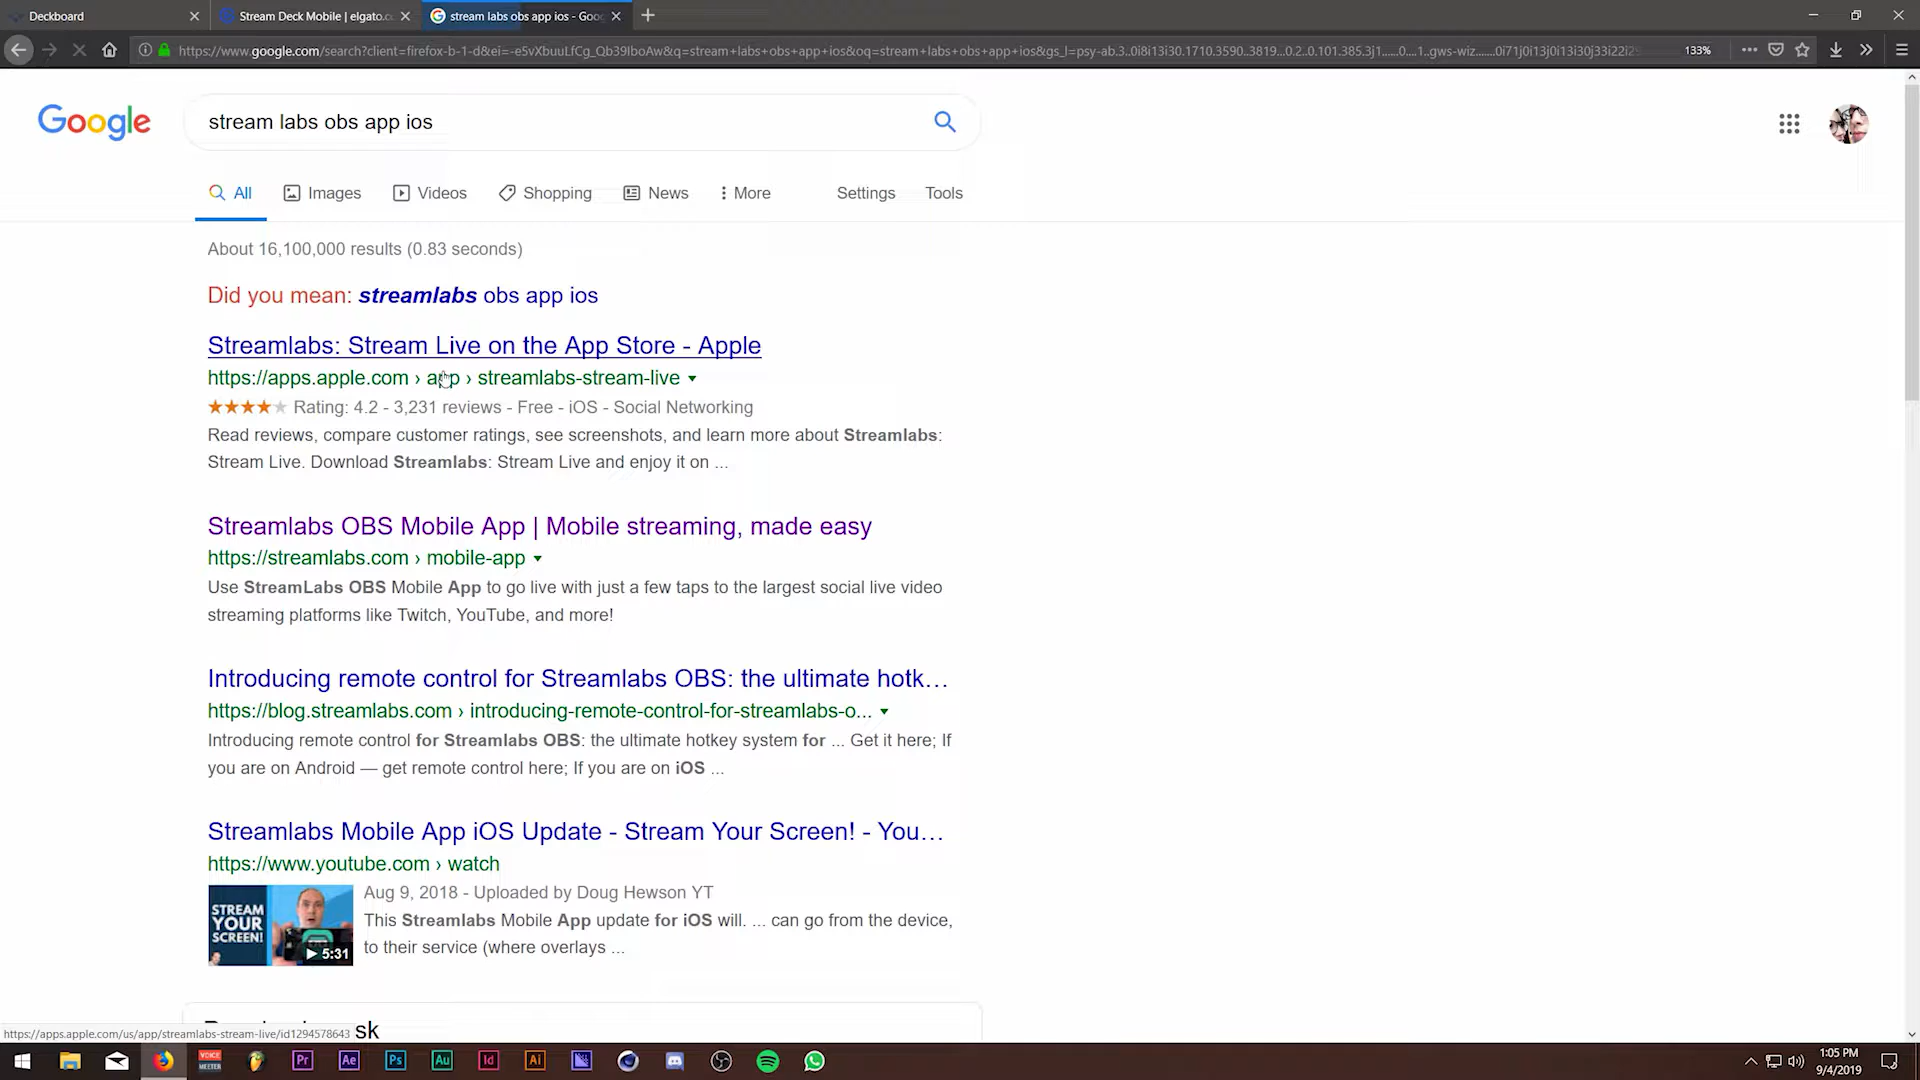 Deckboard
Stream Deck Mobile | elgato.c
stream labs obs app ios - Goo
https://www.google.com/search?client=firefox-b-1-d&ei=-e5vXbuuLfCg_Qb39IboAw&q=stream+labs+obs+app+ios&oq=stream+labs+obs+app+ios&gs_l=psy-ab.3..0i8i13i30.1710.3590..3819...0.2..0.101.385.3j1......0....1..gws-wiz.......0i71j0i13j0i13i30j33i22i29
133%
Google
stream labs obs app ios
All
Images
Videos
Shopping
News
More
Settings
Tools
About 16,100,000 results (0.83 seconds)
Did you mean: streamlabs obs app ios
Streamlabs: Stream Live on the App Store - Apple
https://apps.apple.com › app › streamlabs-stream-live
Rating: 4.2 - 3,231 reviews - Free - iOS - Social Networking
Read reviews, compare customer ratings, see screenshots, and learn more about Streamlabs:
Stream Live. Download Streamlabs: Stream Live and enjoy it on ...
Streamlabs OBS Mobile App | Mobile streaming, made easy
https://streamlabs.com › mobile-app
Use StreamLabs OBS Mobile App to go live with just a few taps to the largest social live video
streaming platforms like Twitch, YouTube, and more!
Introducing remote control for Streamlabs OBS: the ultimate hotk...
https://blog.streamlabs.com › introducing-remote-control-for-streamlabs-o...
Introducing remote control for Streamlabs OBS: the ultimate hotkey system for ... Get it here; If
you are on Android — get remote control here; If you are on iOS ...
Streamlabs Mobile App iOS Update - Stream Your Screen! - You...
https://www.youtube.com › watch
STREAM
YOUR
SCREEN!
5:31
Aug 9, 2018 - Uploaded by Doug Hewson YT
This Streamlabs Mobile App update for iOS will. ... can go from the device,
to their service (where overlays ...
sk
https://apps.apple.com/us/app/streamlabs-stream-live/id1294578643
VOICE
MEETER
Pr
Ae
Ps
Au
Id
Ai
1:05 PM
9/4/2019